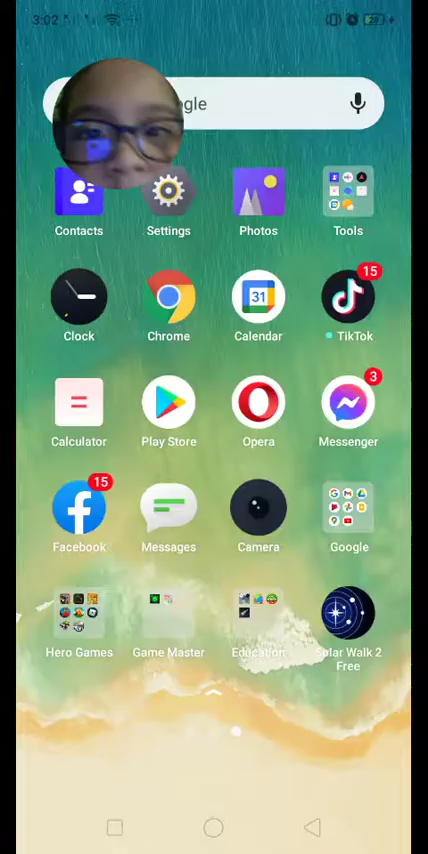 3:02
gle
Contacts Settings Photos Tools
15
Clock Chrome 31 Calendar TikTok
3
Calculator Play Store Opera Messenger
15
Facebook Messages Camera Google
Hero Games Game Master Education Solar Walk 2
Free